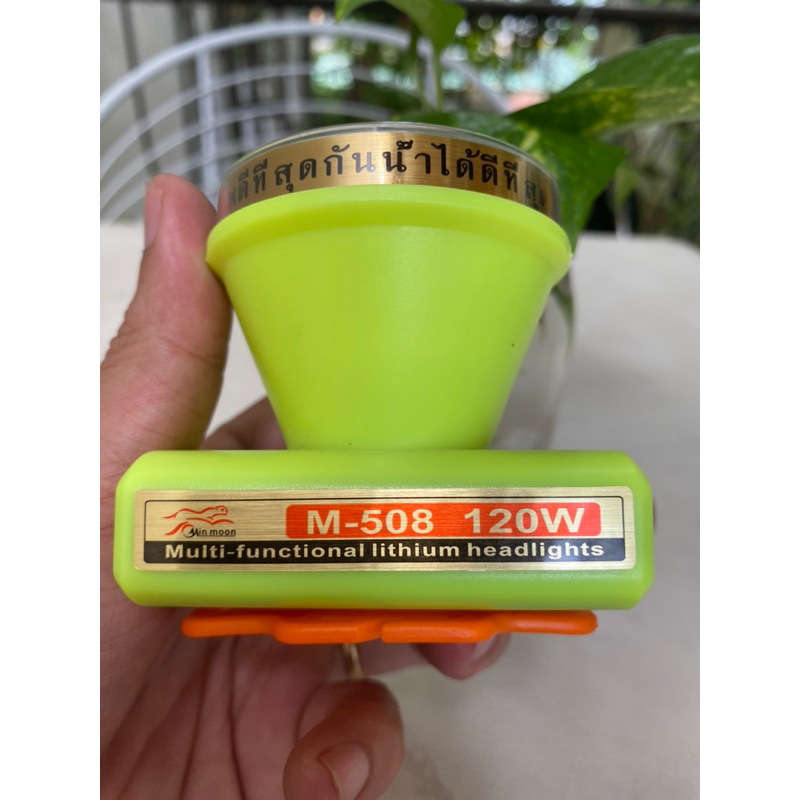 ดีที่สุดกันน้ำได้ดีที่สุ
M-508 120W
Min moon
Multi-functional lithium headlights